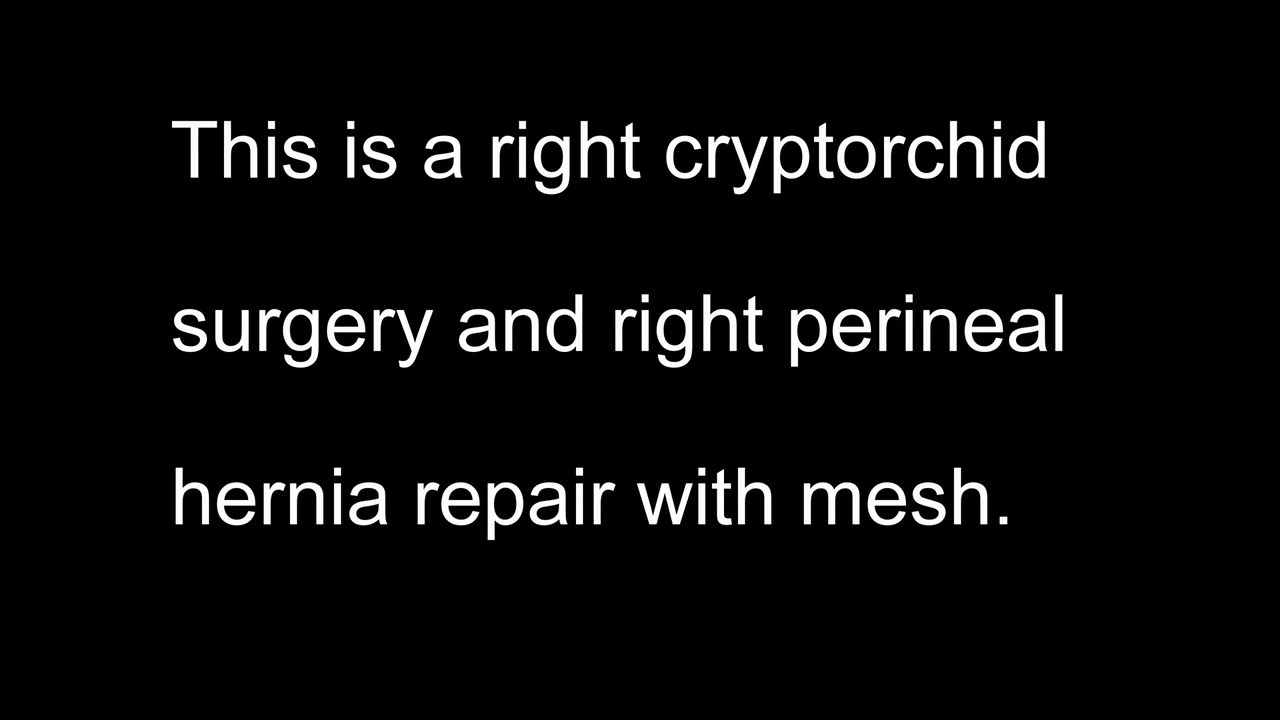 This is a right cryptorchid
surgery and right perineal
hernia repair with mesh.